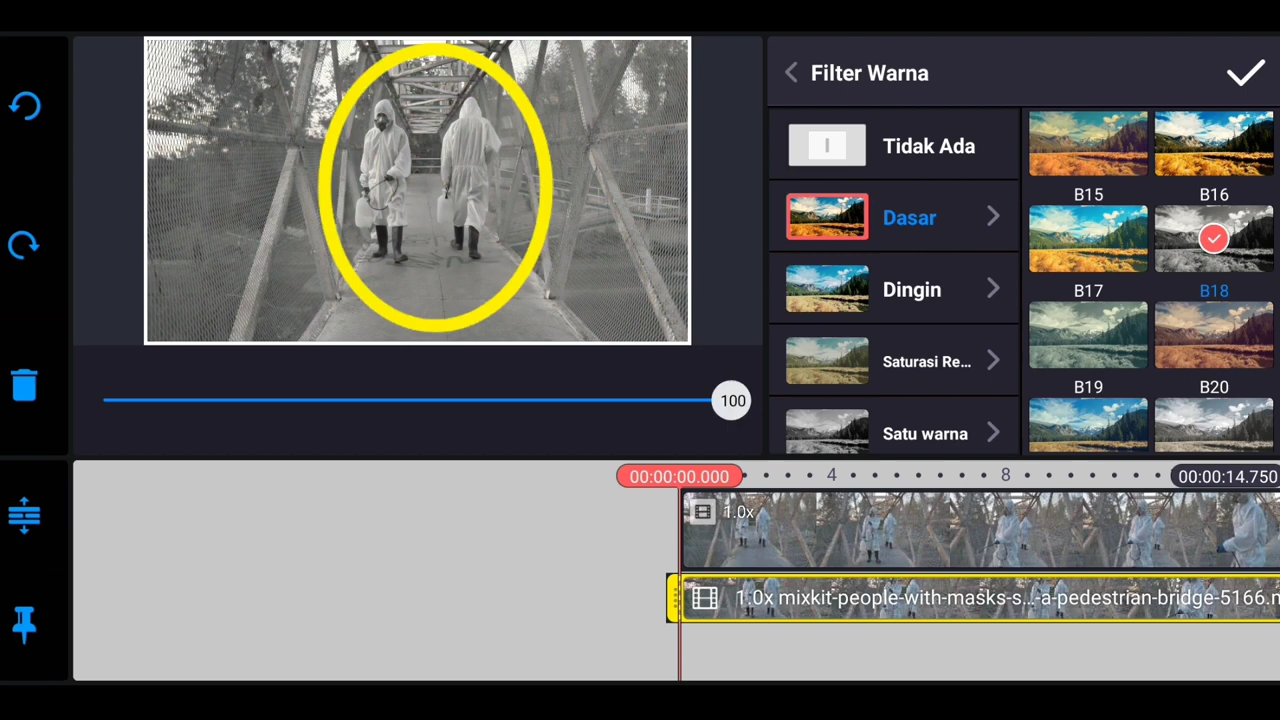 Filter Warna
Tidak Ada
Dasar
Dingin
Saturasi Re...
Satu warna
B15
B16
B17
B18
B19
B20
100
00:00:00.000
4
8
00:00:14.750
1.0x
1.0x mixkit-people-with-masks-s...-a-pedestrian-bridge-5166.m